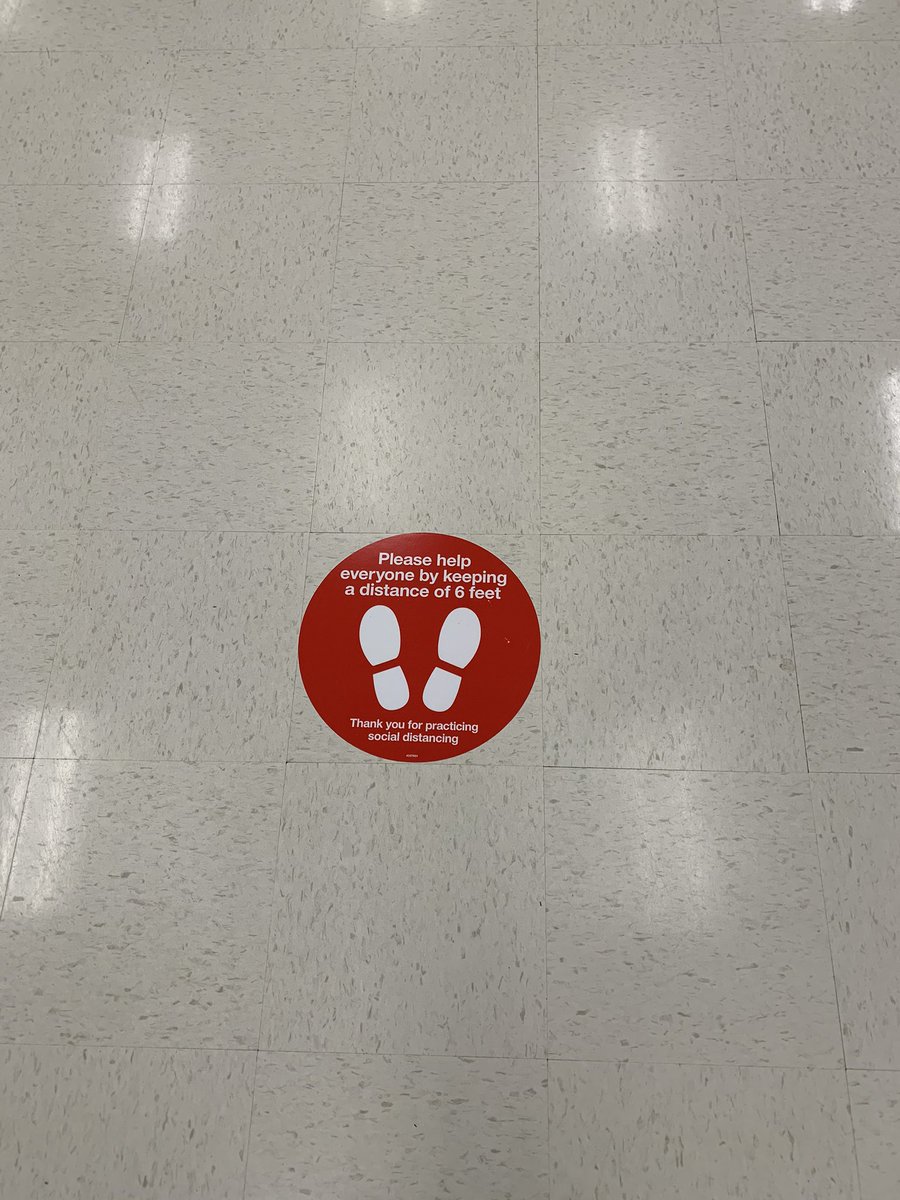 Please help
everyone by keeping
a distance of 6 feet
Thank you for practicing
social distancing